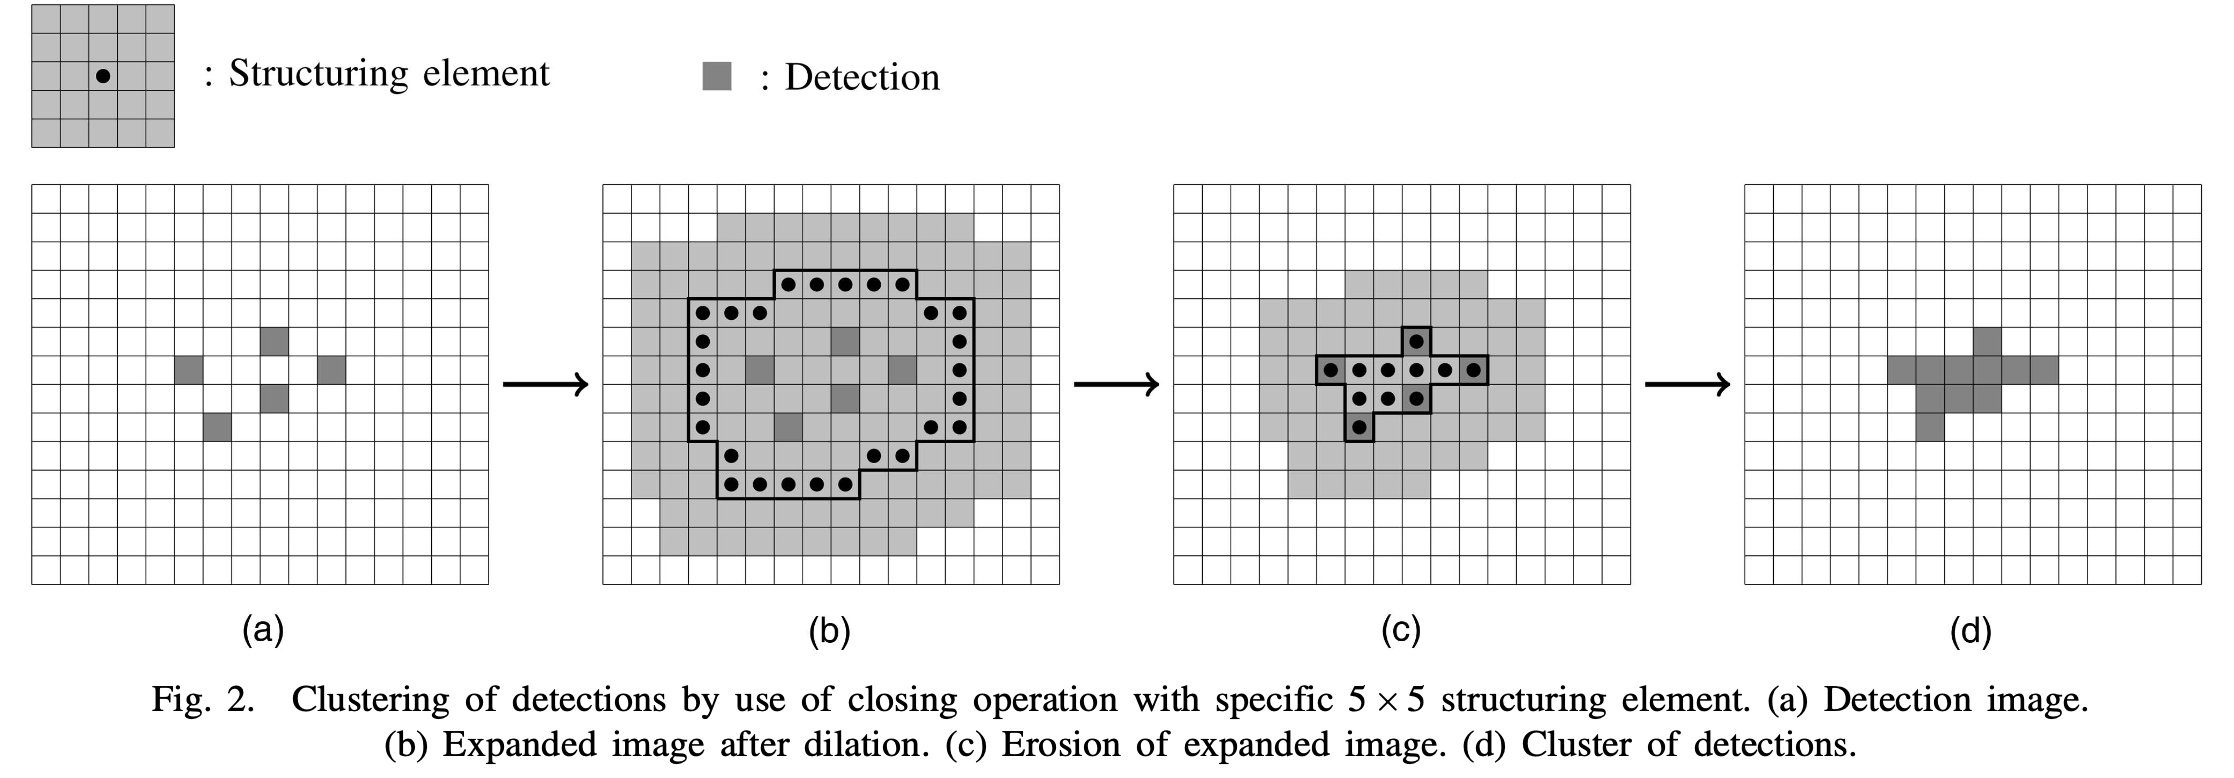 : Structuring element
: Detection
(a)
(b)
(c)
(d)
Fig. 2. Clustering of detections by use of closing operation with specific 5 × 5 structuring element. (a) Detection image.
(b) Expanded image after dilation. (c) Erosion of expanded image. (d) Cluster of detections.